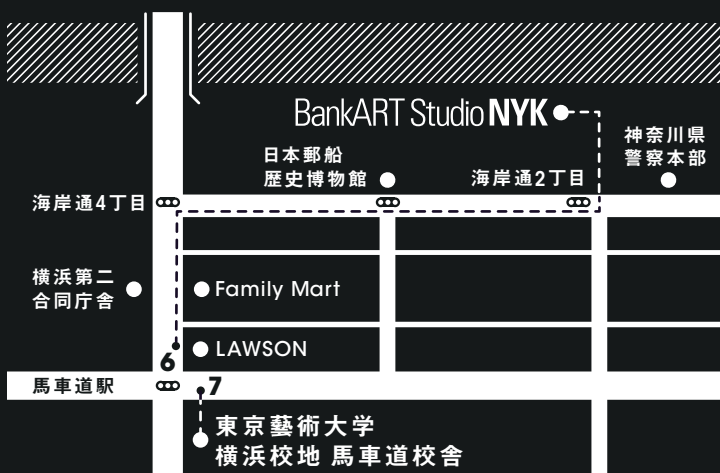 BankART Studio NYK
神奈川県
警察本部
日本郵船
歴史博物館
海岸通2丁目
海岸通4丁目
横浜第二
合同庁舎
Family Mart
LAWSON
6
馬車道駅
7
東京藝術大学
横浜校地 馬車道校舎